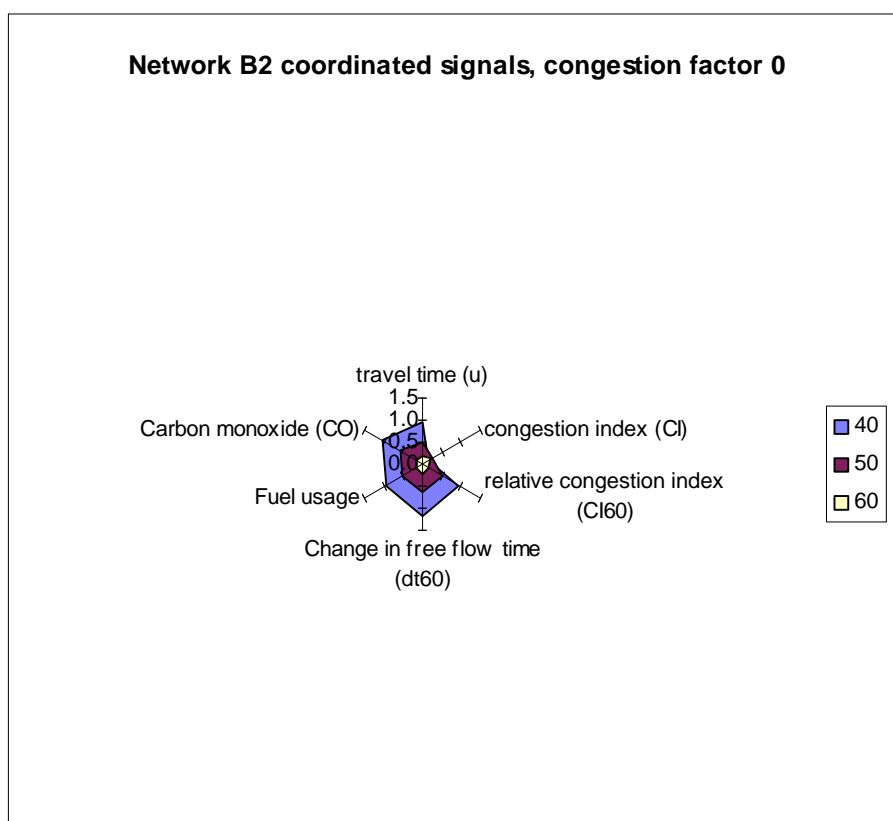 Network B2 coordinated signals, congestion factor 0
travel time (u)
1.5
1.0
0.5
0.0
Carbon monoxide (CO)
congestion index (CI)
Fuel usage
relative congestion index
(CI60)
Change in free flow time
(dt60)
40
50
60